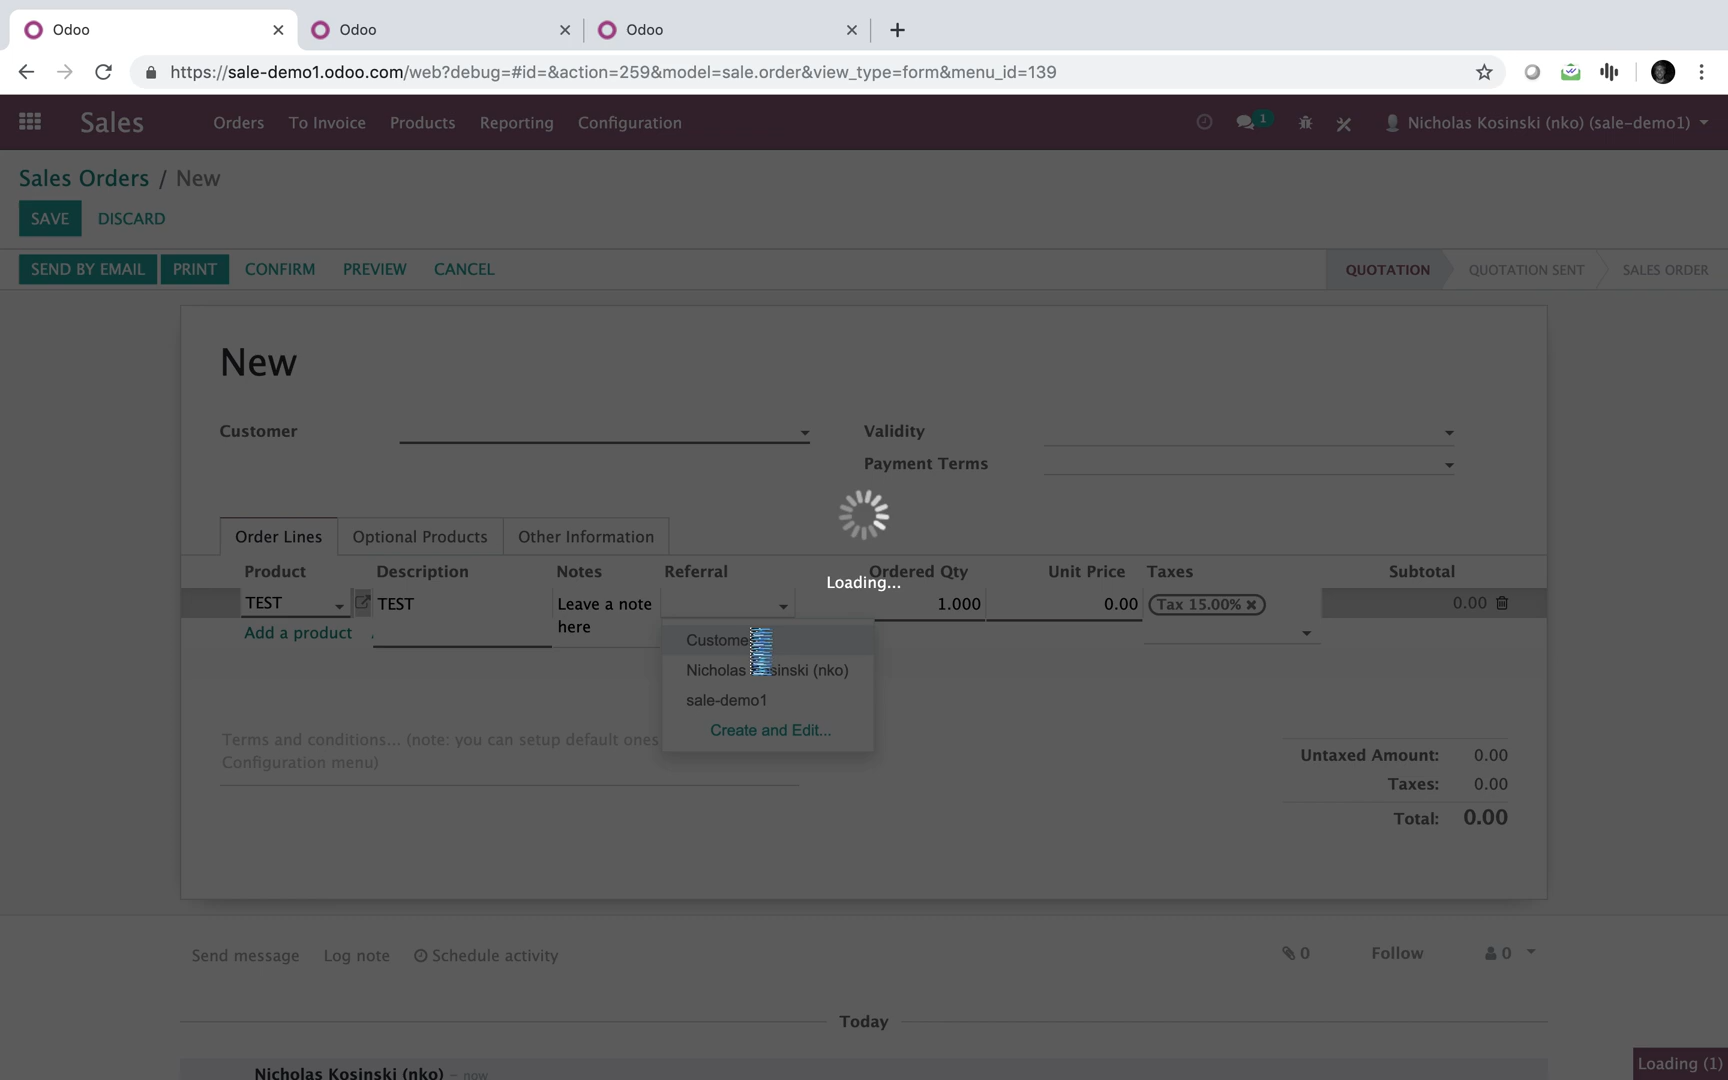 Odoo
Odoo
Odoo
https://sale-demo1.odoo.com/web?debug=#id=&action=259&model=sale.order&view_type=form&menu_id=139
Sales Orders To Invoice Products Reporting Configuration 1 Nicholas Kosinski (nko) (sale-demo1)
Sales Orders / New
SAVE DISCARD
SEND BY EMAIL PRINT CONFIRM PREVIEW CANCEL QUOTATION QUOTATION SENT SALES ORDER
New
Customer Validity
Payment Terms
Order Lines Optional Products Other Information
Product Description Notes Referral Ordered Qty Unit Price Taxes Subtotal
Loading...
TEST TEST Leave a note here 1.000 0.00 Tax 15.00% 0.00
Add a product
Custome
Nicholas Kosinski (nko)
sale-demo1
Create and Edit...
Terms and conditions... (note: you can setup default ones
Configuration menu)
Untaxed Amount: 0.00
Taxes: 0.00
Total: 0.00
Send message Log note Schedule activity 0 Follow 0
Today
Nicholas Kosinski (nko) – now
Loading (1)